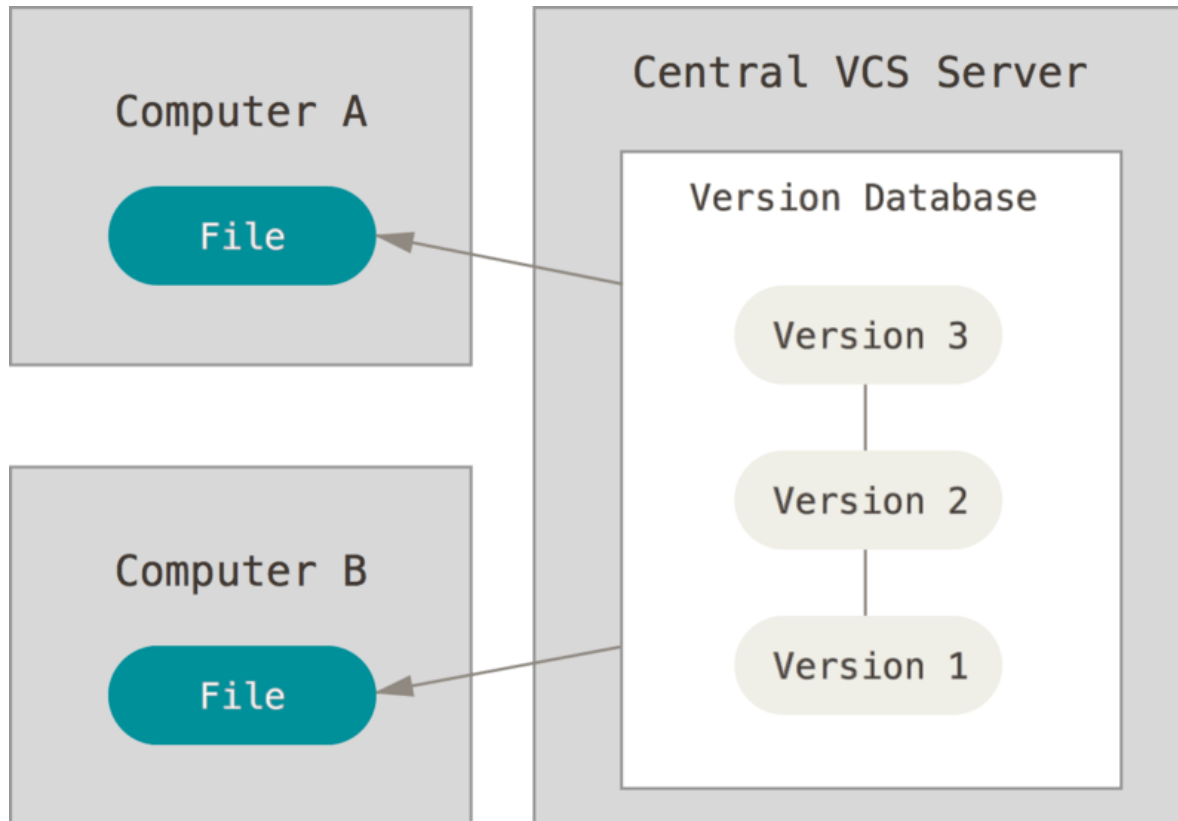 Computer A
File
Computer B
File
Central VCS Server
Version Database
Version 3
Version 2
Version 1